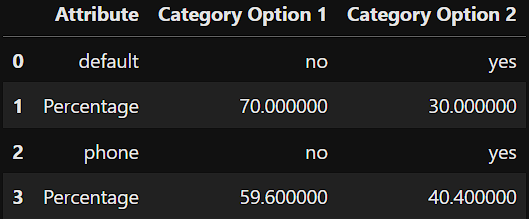 Attribute Category Option 1 Category Option 2
0 default no yes
1 Percentage 70.000000 30.000000
2 phone no yes
3 Percentage 59.600000 40.400000